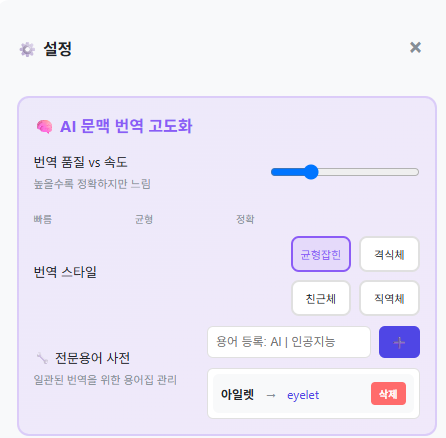 설정
×
AI 문맥 번역 고도화
번역 품질 vs 속도
높을수록 정확하지만 느림
빠름 균형 정확
균형잡힌 격식체
번역 스타일
친근체 직역체
용어 등록: AI | 인공지능 +
전문용어 사전
일관된 번역을 위한 용어집 관리
아일렛 → eyelet 삭제